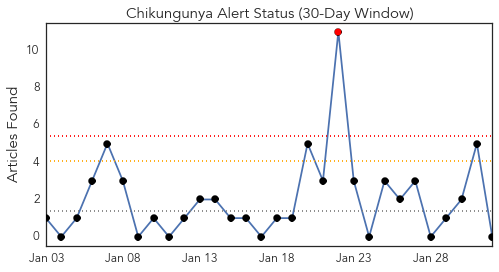 Chikungunya Alert Status (30-Day Window)
Articles Found
10
8
6
4
2
0
Jan 03
Jan 08
Jan 13
Jan 18
Jan 23
Jan 28